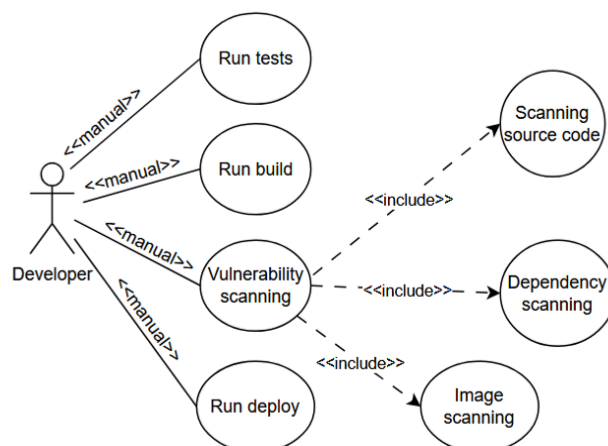 Run tests
<<manual>>
Scanning
source code
Run build
<<manual>>
<<include>>
Developer
<<manual>>
Vulnerability
scanning
<<include>>
Dependency
scanning
<<manual>>
<<include>>
Run deploy
Image
scanning